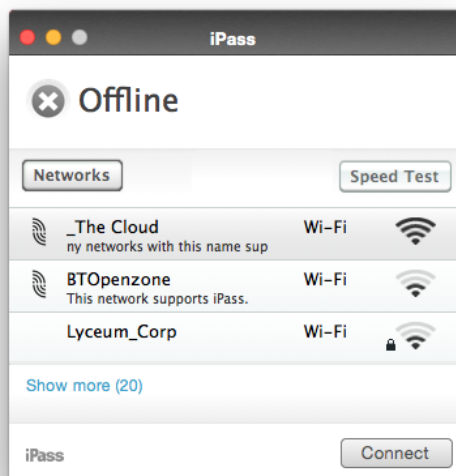 iPass
Offline
Networks
Speed Test
_The Cloud Wi-Fi
ny networks with this name sup
BTOpenzone Wi-Fi
This network supports iPass.
Lyceum_Corp Wi-Fi
Show more (20)
iPass
Connect